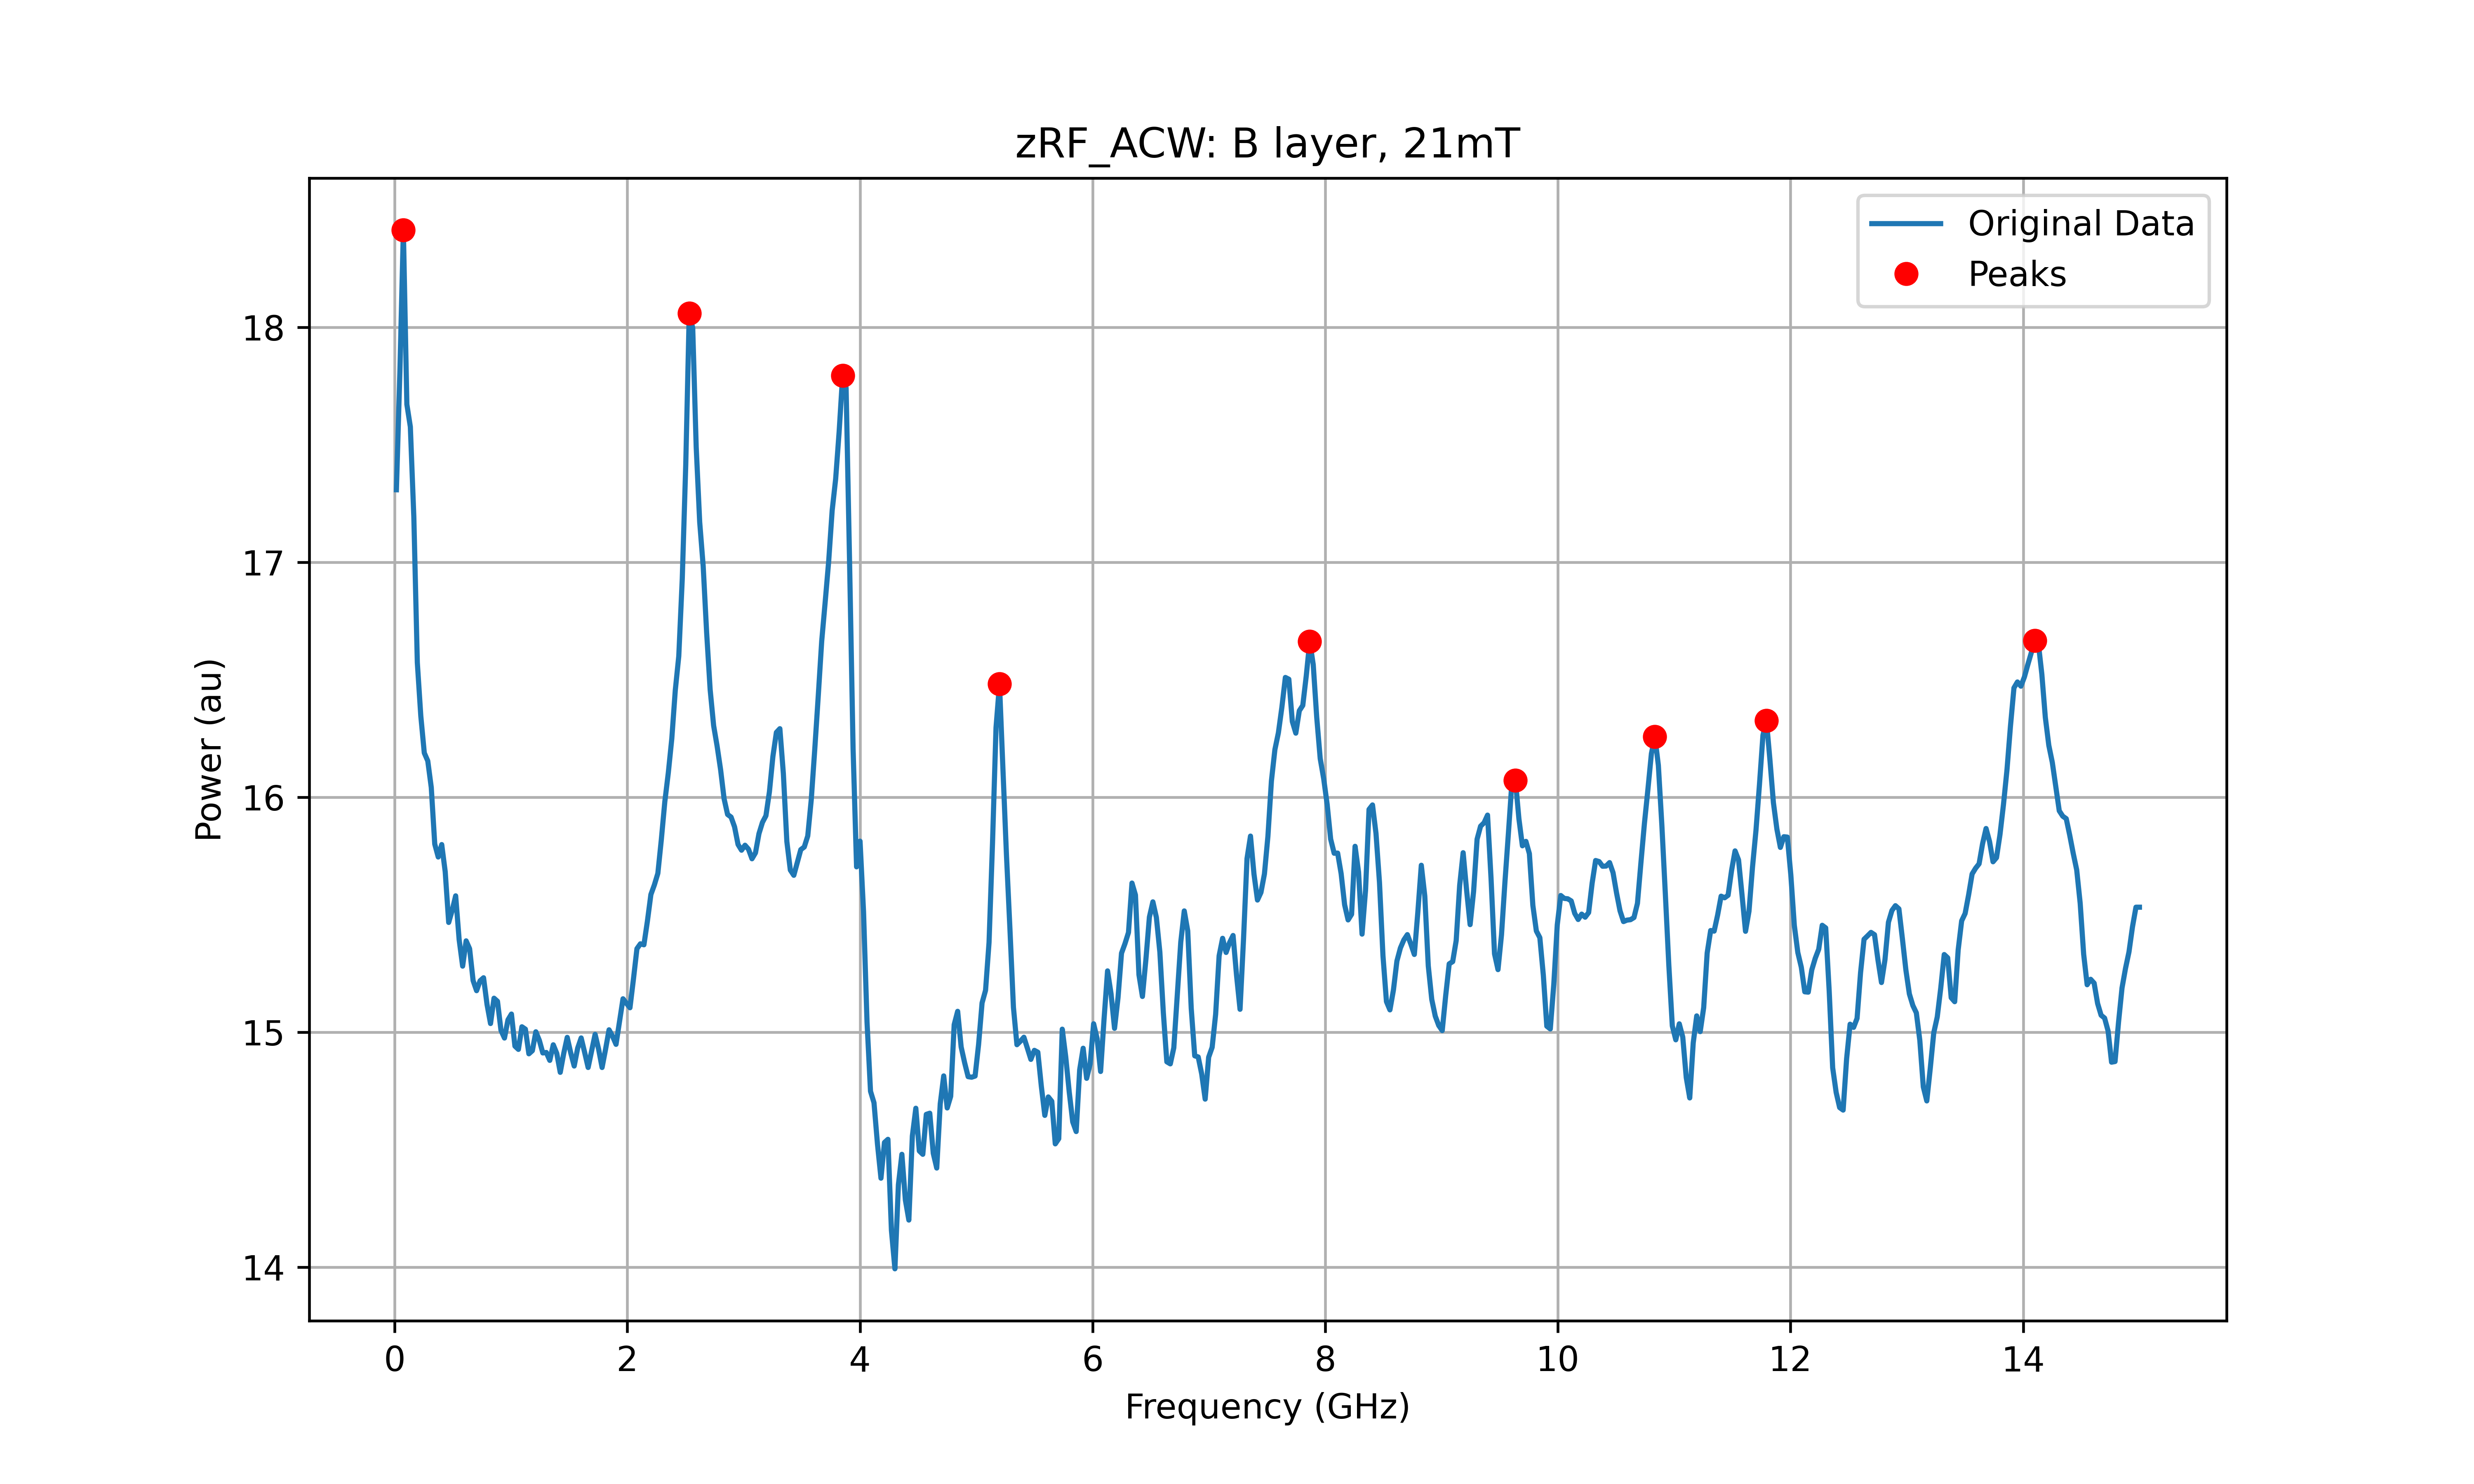 zRF_ACW: B layer, 21mT
Original Data
Peaks
18
17
16
15
14
Power (au)
0 2 4 6 8 10 12 14
Frequency (GHz)